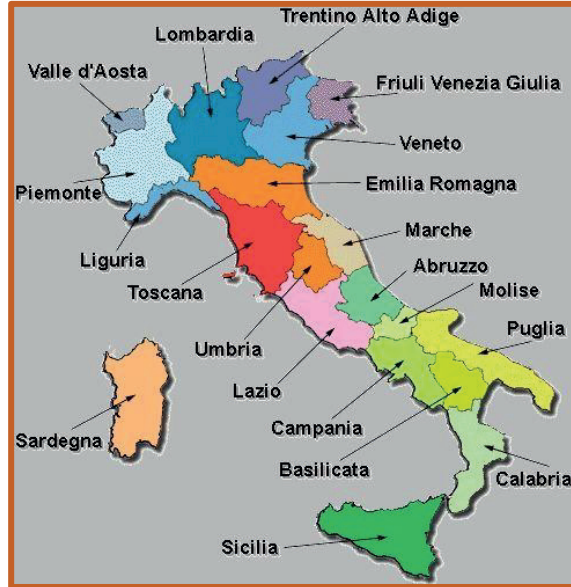 Trentino Alto Adige
Lombardia
Valle d'Aosta
Friuli Venezia Giulia
Veneto
Piemonte
Emilia Romagna
Marche
Liguria
Abruzzo
Toscana
Molise
Puglia
Umbria
Lazio
Campania
Sardegna
Basilicata
Calabria
Sicilia